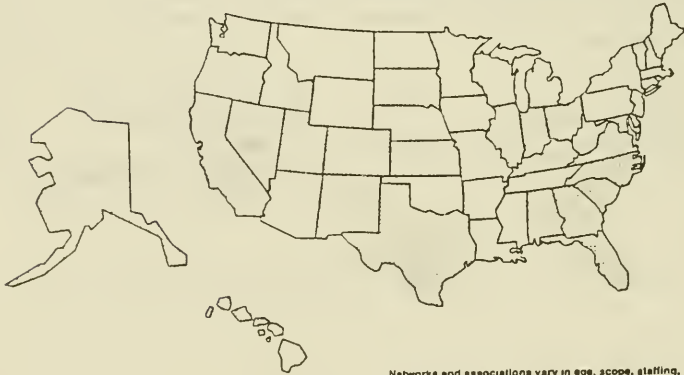 Networks and associations vary in age, scope, staffing,